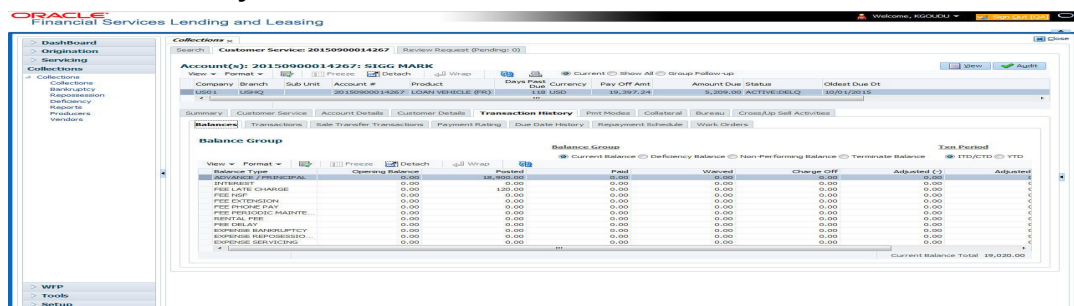 ORACLE
Financial Services Lending and Leasing
Welcome, KGOUDU
Sign Out [QA]
DashBoard
Origination
Servicing
Collections
Collections
Collections
Bankruptcy
Repossession
Deficiency
Reports
Producers
Vendors
WFP
Tools
Setup
Collections x
Close
Search Customer Service: 20150900014267 Review Request (Pending: 0)
Account(s): 20150900014267: SIGG MARK
View Audit
View Format Freeze Detach Wrap Current Show All Group Follow-up
Company Branch Sub Unit Account # Product Days Past Due Currency Pay Off Amt Amount Due Status Oldest Due Dt
US01 USHQ 20150900014267 LOAN VEHICLE (FR) 118 USD 19,397.24 5,209.00 ACTIVE:DELQ 10/01/2015
Summary Customer Service Account Details Customer Details Transaction History Pmt Modes Collateral Bureau Cross/Up Sell Activities
Balances Transactions Sale Transfer Transactions Payment Rating Due Date History Repayment Schedule Work Orders
Balance Group
Balance Group Txn Period
Current Balance Deficiency Balance Non-Performing Balance Terminate Balance ITD/CTD YTD
View Format Freeze Detach Wrap
Balance Type Opening Balance Posted Paid Waived Charge Off Adjusted (-) Adjusted
ADVANCE / PRINCIPAL 0.00 18,900.00 0.00 0.00 0.00 0.00
INTEREST 0.00 0.00 0.00 0.00 0.00 0.00
FEE LATE CHARGE 0.00 120.00 0.00 0.00 0.00 0.00
FEE NSF 0.00 0.00 0.00 0.00 0.00 0.00
FEE EXTENSION 0.00 0.00 0.00 0.00 0.00 0.00
FEE PHONE PAY 0.00 0.00 0.00 0.00 0.00 0.00
FEE PERIODIC MAINTE... 0.00 0.00 0.00 0.00 0.00 0.00
RENTAL FEE 0.00 0.00 0.00 0.00 0.00 0.00
FEE DELAY 0.00 0.00 0.00 0.00 0.00 0.00
EXPENSE BANKRUPTCY 0.00 0.00 0.00 0.00 0.00 0.00
EXPENSE REPOSESSIO... 0.00 0.00 0.00 0.00 0.00 0.00
EXPENSE SERVICING 0.00 0.00 0.00 0.00 0.00 0.00
Current Balance Total 19,020.00